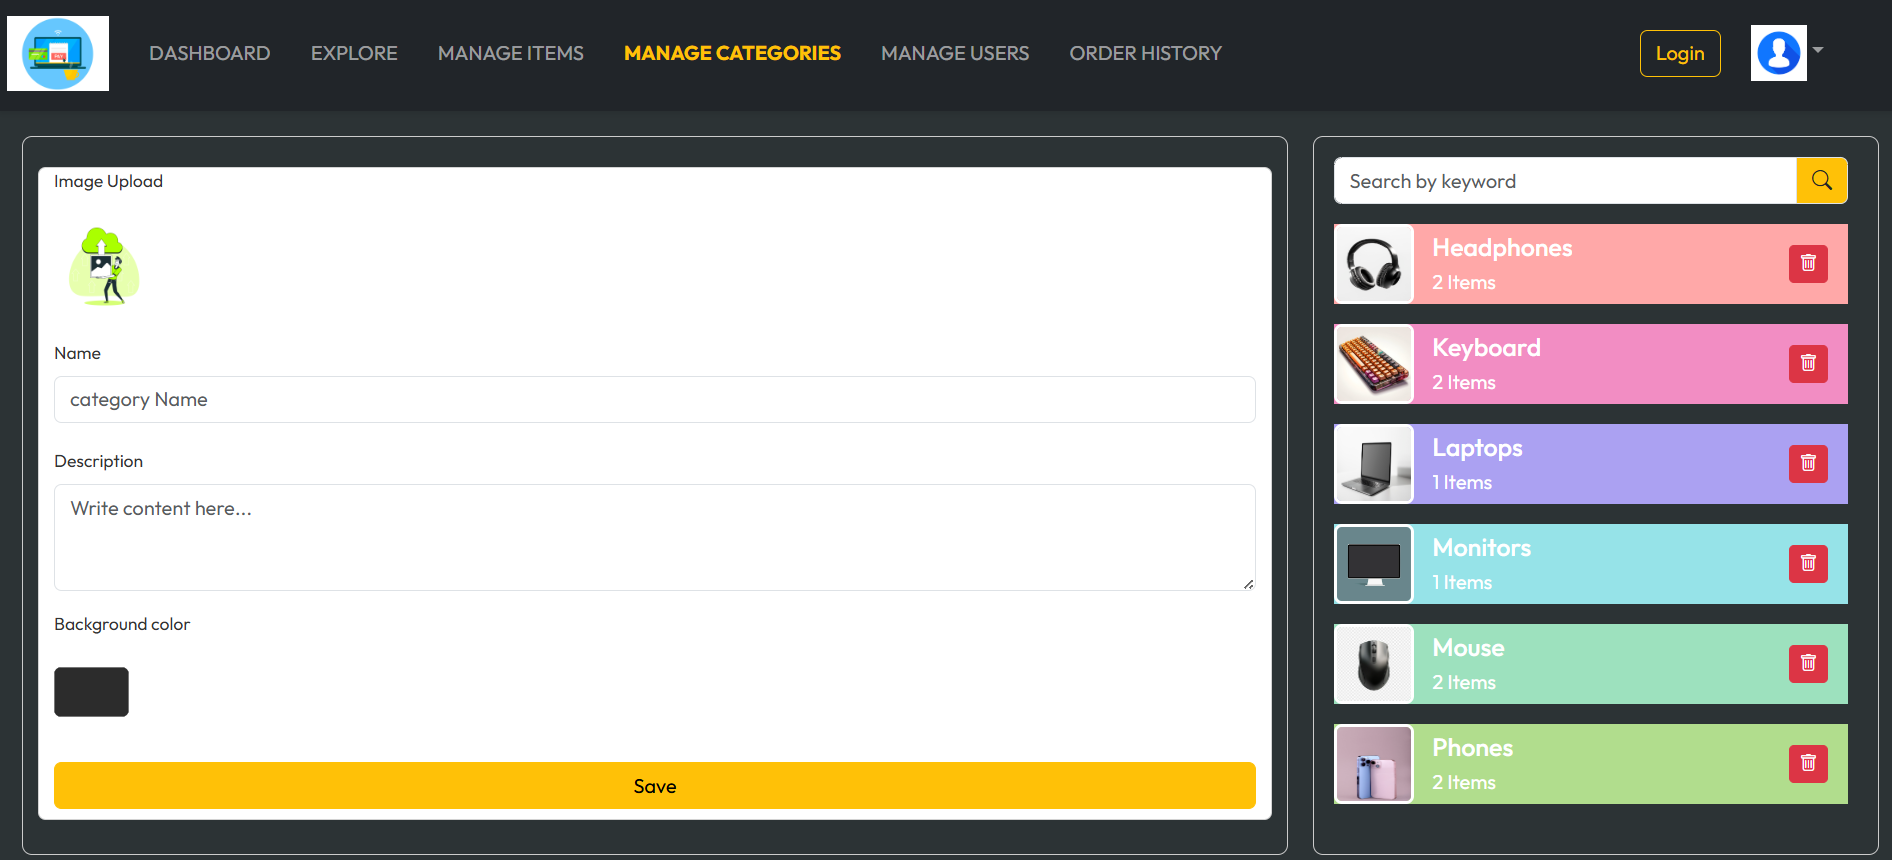 DASHBOARD
EXPLORE
MANAGE ITEMS
MANAGE CATEGORIES
MANAGE USERS
ORDER HISTORY
Login
Image Upload
Name
category Name
Description
Write content here...
Background color
Save
Search by keyword
Headphones
2 Items
Keyboard
2 Items
Laptops
1 Items
Monitors
1 Items
Mouse
2 Items
Phones
2 Items